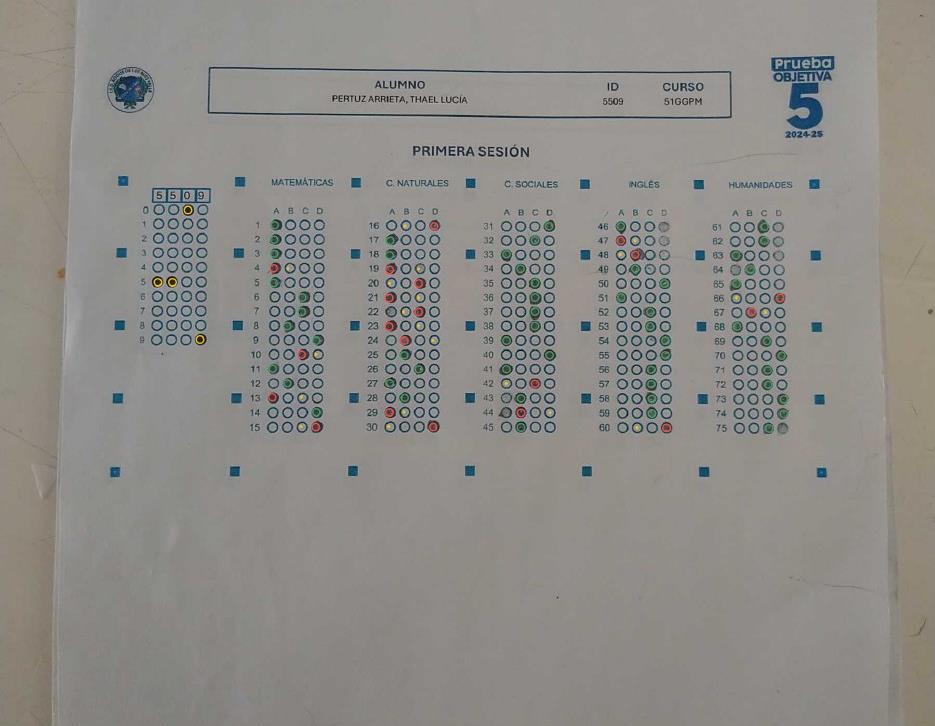 Prueba
OBJETIVA
5
2024-25
ALUMNO ID CURSO
PERTUZ ARRIETA, THAEL LUCÍA 5509 51GGPM
PRIMERA SESIÓN
MATEMÁTICAS C. NATURALES C. SOCIALES INGLÉS HUMANIDADES
5 5 0 9
A B C D A B C D A B C D A B C D A B C D
0
1
2
3
4
5
6
7
8
9
1 16 31 46 61
2 17 32 47 62
3 18 33 48 63
4 19 34 49 64
5 20 35 50 65
6 21 36 51 66
7 22 37 52 67
8 23 38 53 68
9 24 39 54 69
10 25 40 55 70
11 26 41 56 71
12 27 42 57 72
13 28 43 58 73
14 29 44 59 74
15 30 45 60 75